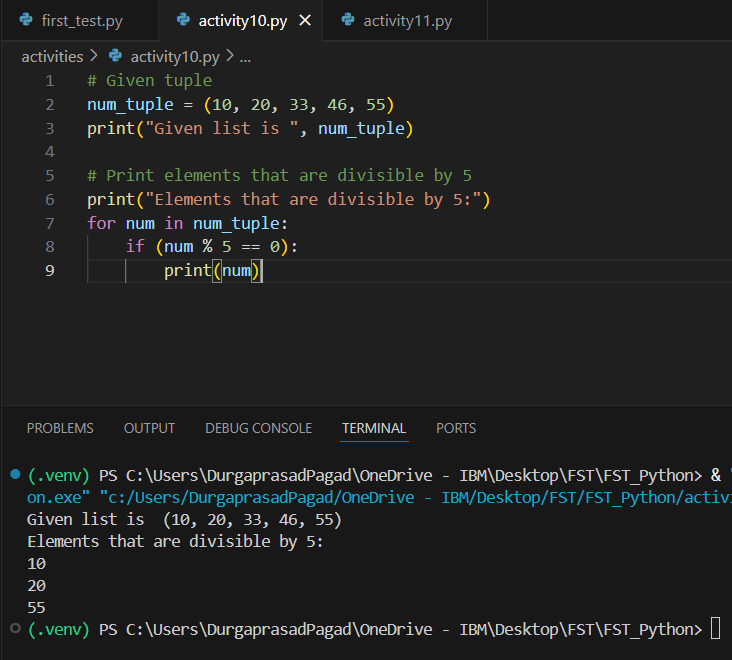 first_test.py activity10.py activity11.py
activities > activity10.py > ...
1 # Given tuple
2 num_tuple = (10, 20, 33, 46, 55)
3 print("Given list is ", num_tuple)
4
5 # Print elements that are divisible by 5
6 print("Elements that are divisible by 5:")
7 for num in num_tuple:
8     if (num % 5 == 0):
9         print(num)
PROBLEMS OUTPUT DEBUG CONSOLE TERMINAL PORTS
(.venv) PS C:\Users\DurgaprasadPagad\OneDrive - IBM\Desktop\FST\FST_Python> &
on.exe" "c:/Users/DurgaprasadPagad/OneDrive - IBM/Desktop/FST/FST_Python/activi
Given list is  (10, 20, 33, 46, 55)
Elements that are divisible by 5:
10
20
55
(.venv) PS C:\Users\DurgaprasadPagad\OneDrive - IBM\Desktop\FST\FST_Python>